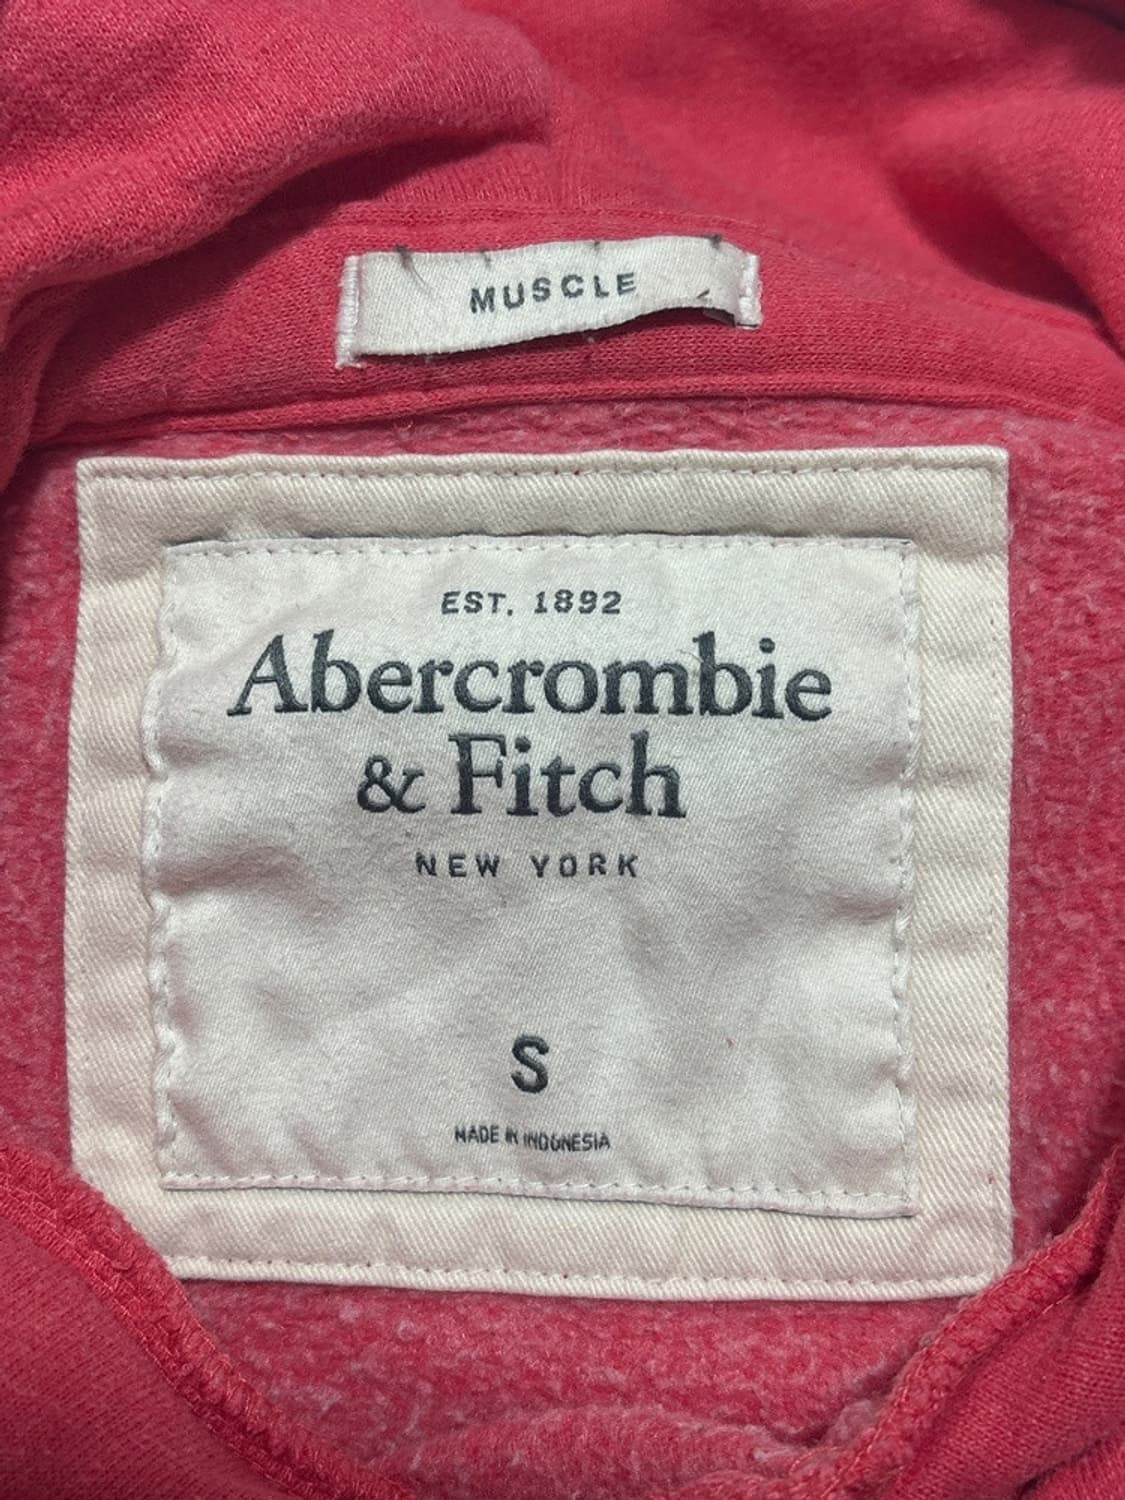 MUSCLE
EST. 1892
Abercrombie
& Fitch
NEW YORK
S
MADE IN INDONESIA